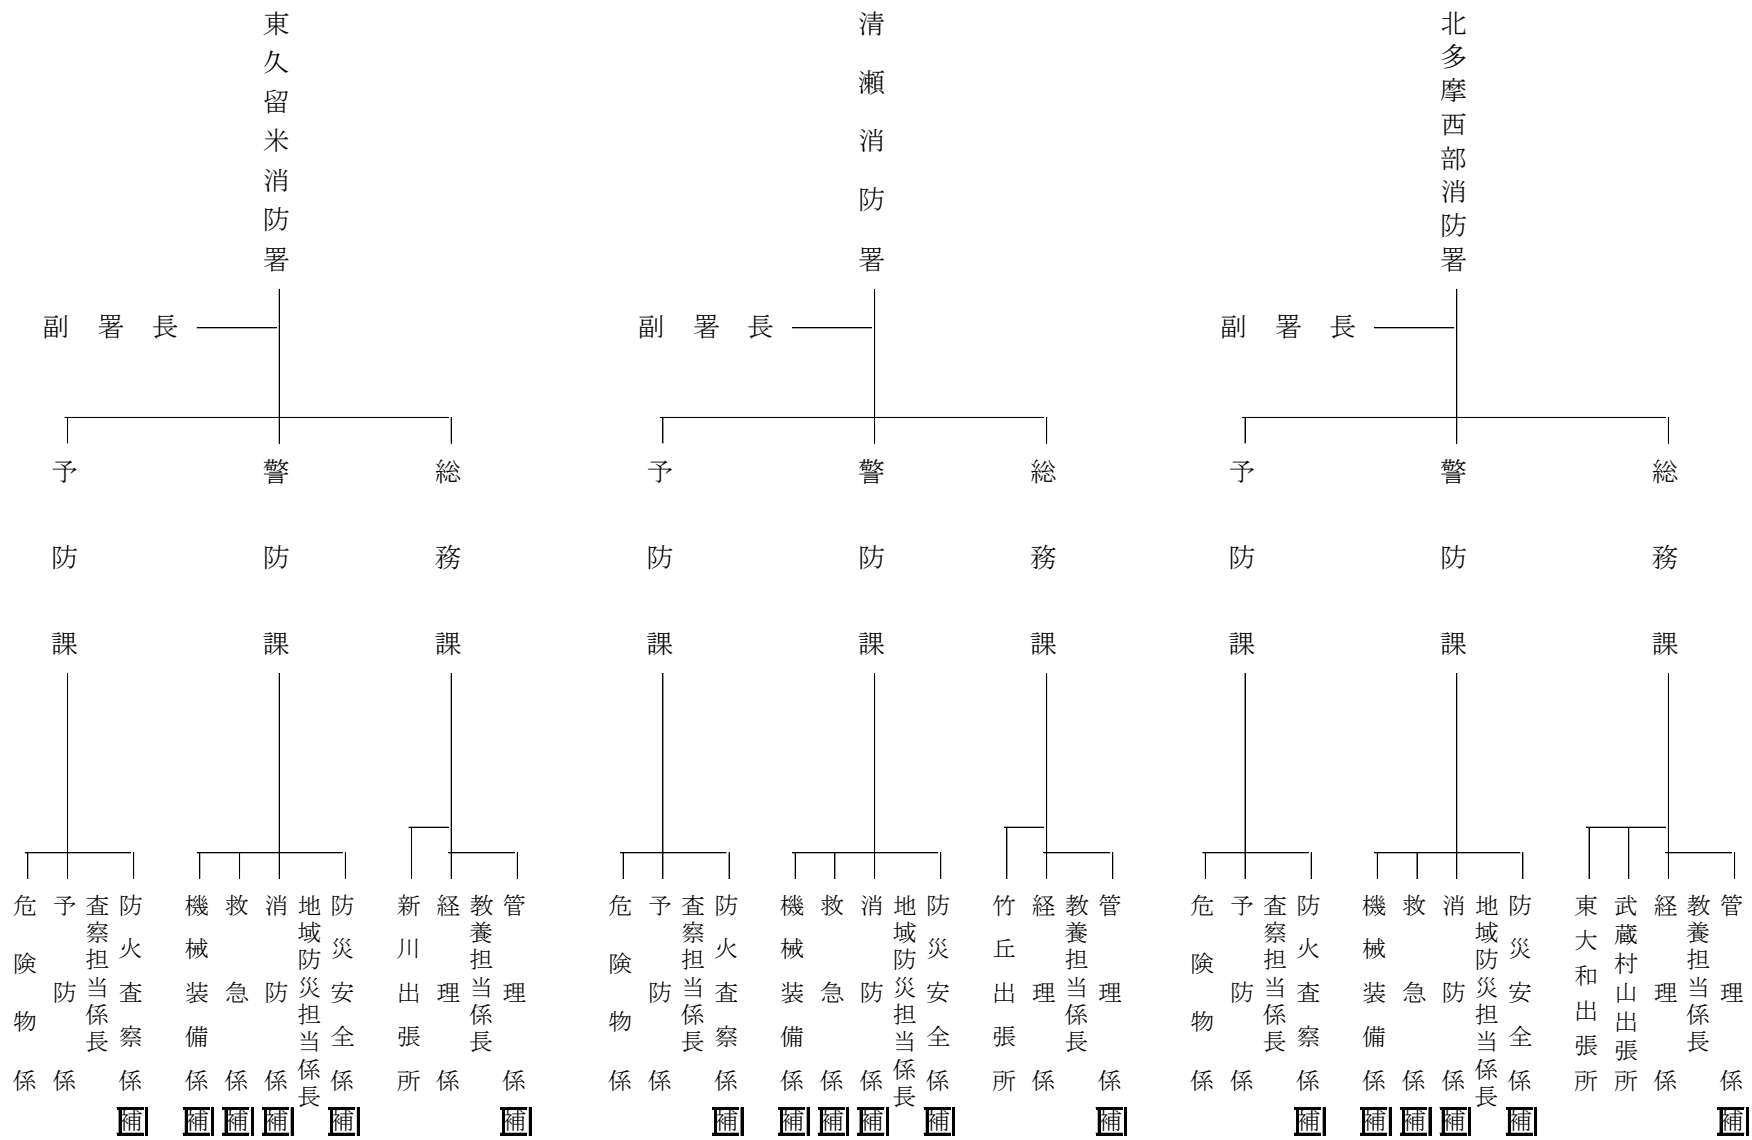 北多摩西部消防署
副署長
総務課
管理係 補
教養担当係長
経理係
武蔵村山出張所
東大和出張所
警防課
防災安全係 補
地域防災担当係長
消防係 補
救急係 補
機械装備係 補
予防課
防火査察係 補
査察担当係長
予防係
危険物係
清瀬消防署
副署長
総務課
管理係 補
教養担当係長
経理係
竹丘出張所
警防課
防災安全係 補
地域防災担当係長
消防係 補
救急係 補
機械装備係 補
予防課
防火査察係 補
査察担当係長
予防係
危険物係
東久留米消防署
副署長
総務課
管理係 補
教養担当係長
経理係
新川出張所
警防課
防災安全係 補
地域防災担当係長
消防係 補
救急係 補
機械装備係 補
予防課
防火査察係 補
査察担当係長
予防係
危険物係